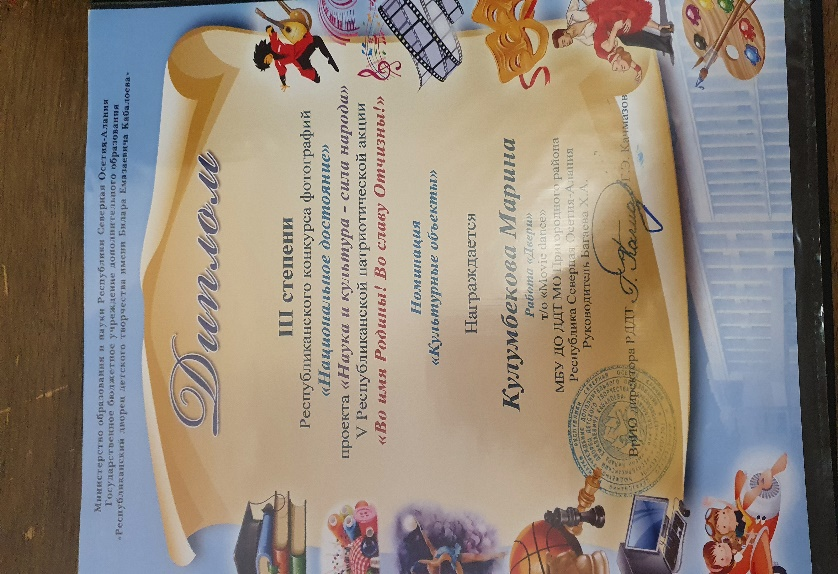 Министерство образования и науки Республики Северная Осетия-Алания
Государственное бюджетное учреждение дополнительного образования
«Республиканский дворец детского творчества имени Билара Емазаевича Кабалоева»
Диплом
III степени
Республиканского конкурса фотографий
«Национальное достояние»
проекта «Наука и культура - сила народа»
V Республиканской патриотической акции
«Во имя Родины! Во славу Отчизны!»
Номинация
«Культурные объекты»
Награждается
Кулумбекова Марина
Работа «Двери»
т/о «Movie dance»
МБУ ДО ДДТ МО Пригородного района
Республика Северная Осетия-Алания
Руководитель Багаева Х.А.
ВРИО директора РДДТ